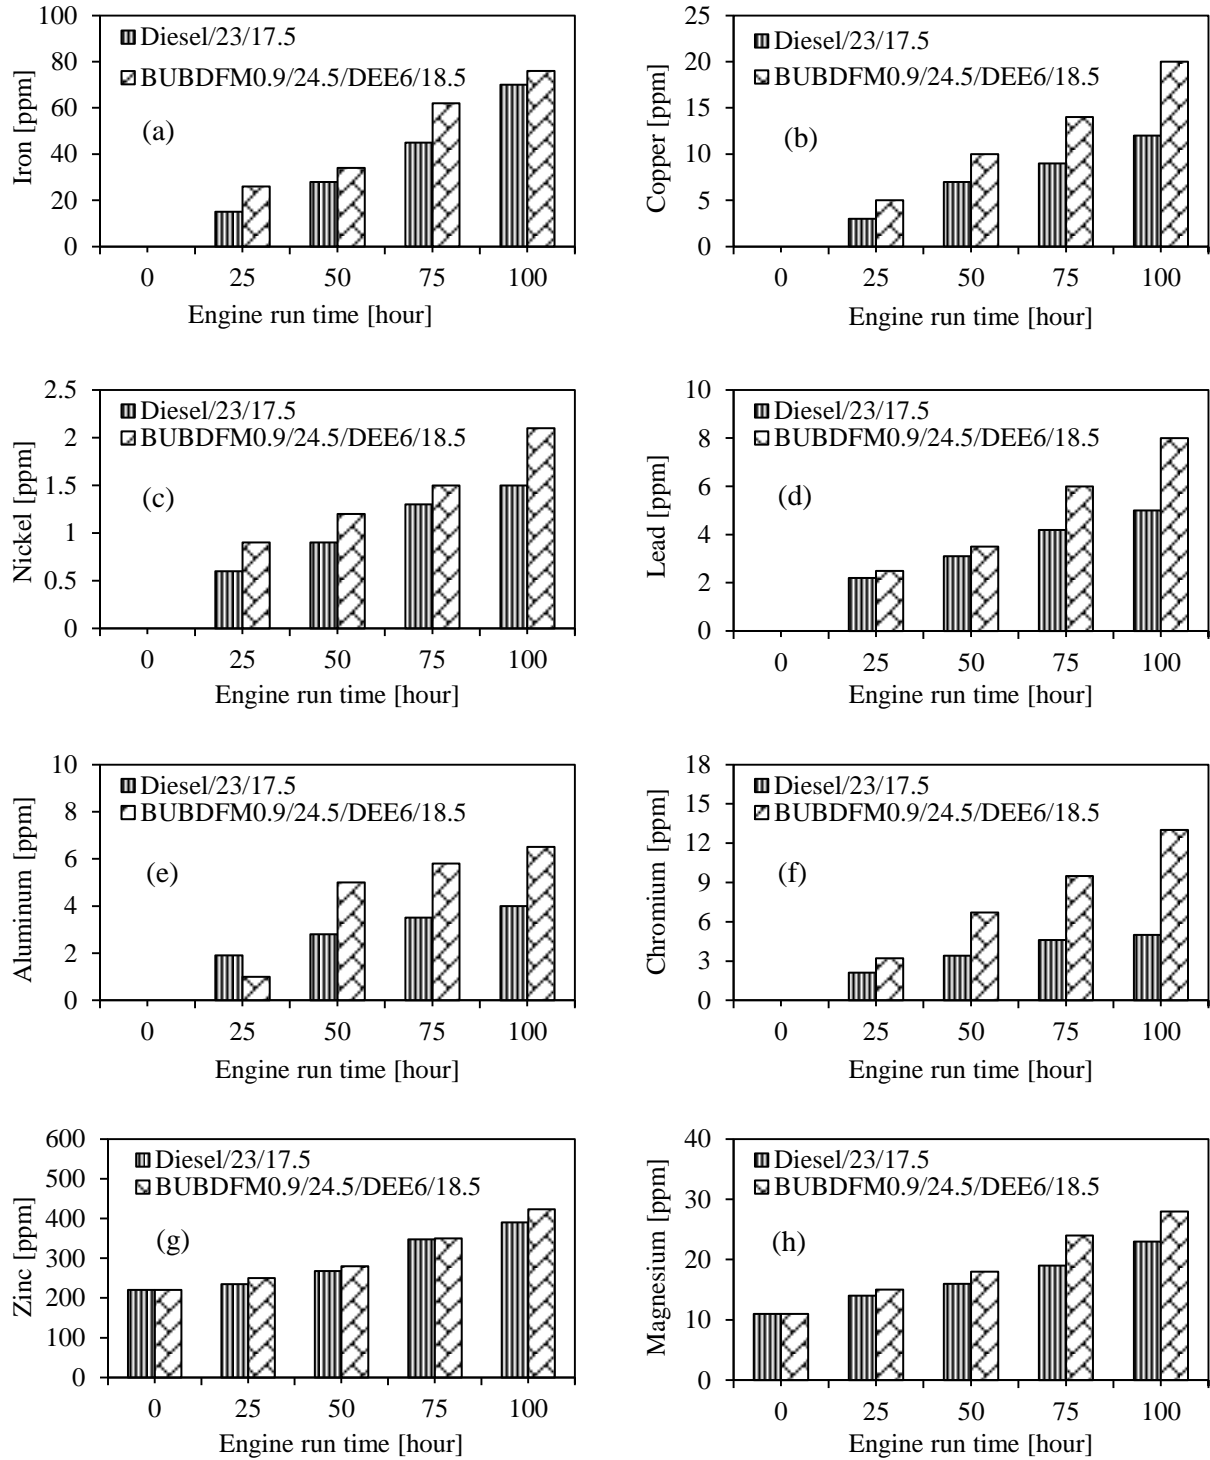 100
80
60
40
20
0
Iron [ppm]
Diesel/23/17.5
BUBDFM0.9/24.5/DEE6/18.5
(a)
0 25 50 75 100
Engine run time [hour]
25
20
15
10
5
0
Copper [ppm]
Diesel/23/17.5
BUBDFM0.9/24.5/DEE6/18.5
(b)
0 25 50 75 100
Engine run time [hour]
2.5
2
1.5
1
0.5
0
Nickel [ppm]
Diesel/23/17.5
BUBDFM0.9/24.5/DEE6/18.5
(c)
0 25 50 75 100
Engine run time [hour]
10
8
6
4
2
0
Lead [ppm]
Diesel/23/17.5
BUBDFM0.9/24.5/DEE6/18.5
(d)
0 25 50 75 100
Engine run time [hour]
10
8
6
4
2
0
Aluminum [ppm]
Diesel/23/17.5
BUBDFM0.9/24.5/DEE6/18.5
(e)
0 25 50 75 100
Engine run time [hour]
18
15
12
9
6
3
0
Chromium [ppm]
Diesel/23/17.5
BUBDFM0.9/24.5/DEE6/18.5
(f)
0 25 50 75 100
Engine run time [hour]
600
500
400
300
200
100
0
Zinc [ppm]
Diesel/23/17.5
BUBDFM0.9/24.5/DEE6/18.5
(g)
0 25 50 75 100
Engine run time [hour]
40
30
20
10
0
Magnesium [ppm]
Diesel/23/17.5
BUBDFM0.9/24.5/DEE6/18.5
(h)
0 25 50 75 100
Engine run time [hour]